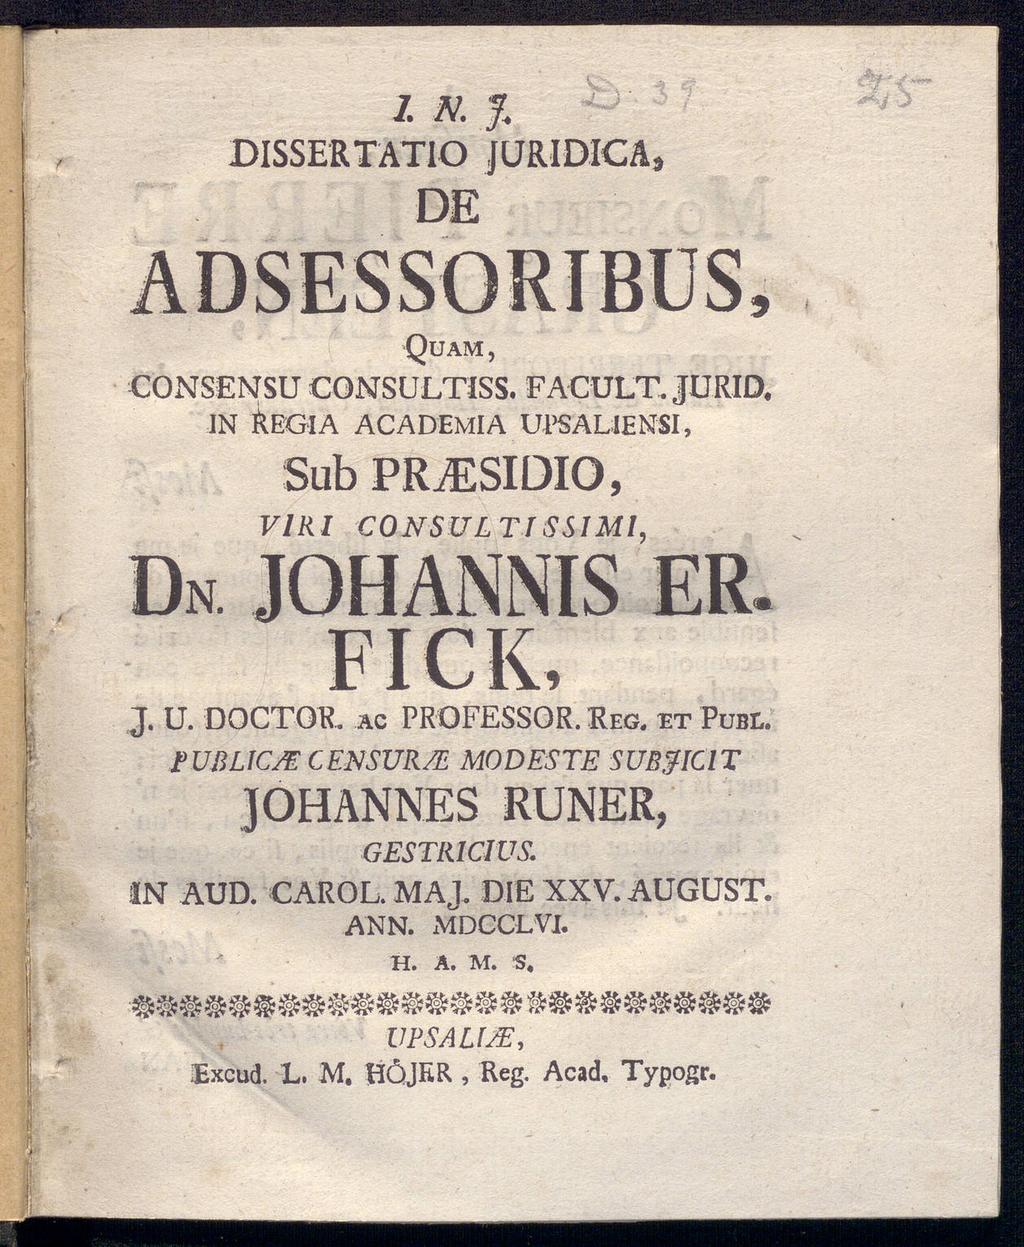 D. 39
I. N. J.
DISSERTATIO JURIDICA,
DE
ADSESSORIBUS,
QUAM,
CONSENSU CONSULTISS. FACULT. JURID.
IN REGIA ACADEMIA UPSALIENSI,
Sub PRÆSIDIO,
VIRI CONSULTISSIMI,
DN. JOHANNIS ER.
FICK,
J. U. DOCTOR. AC PROFESSOR. REG. ET PUBL.
PUBLICÆ CENSURÆ MODESTE SUBJICIT
JOHANNES RUNER,
GESTRICIUS.
IN AUD. CAROL. MAJ. DIE XXV. AUGUST.
ANN. MDCCLVI.
H. A. M. S.
UPSALIÆ,
Excud. L. M. HÖJER, Reg. Acad. Typogr.